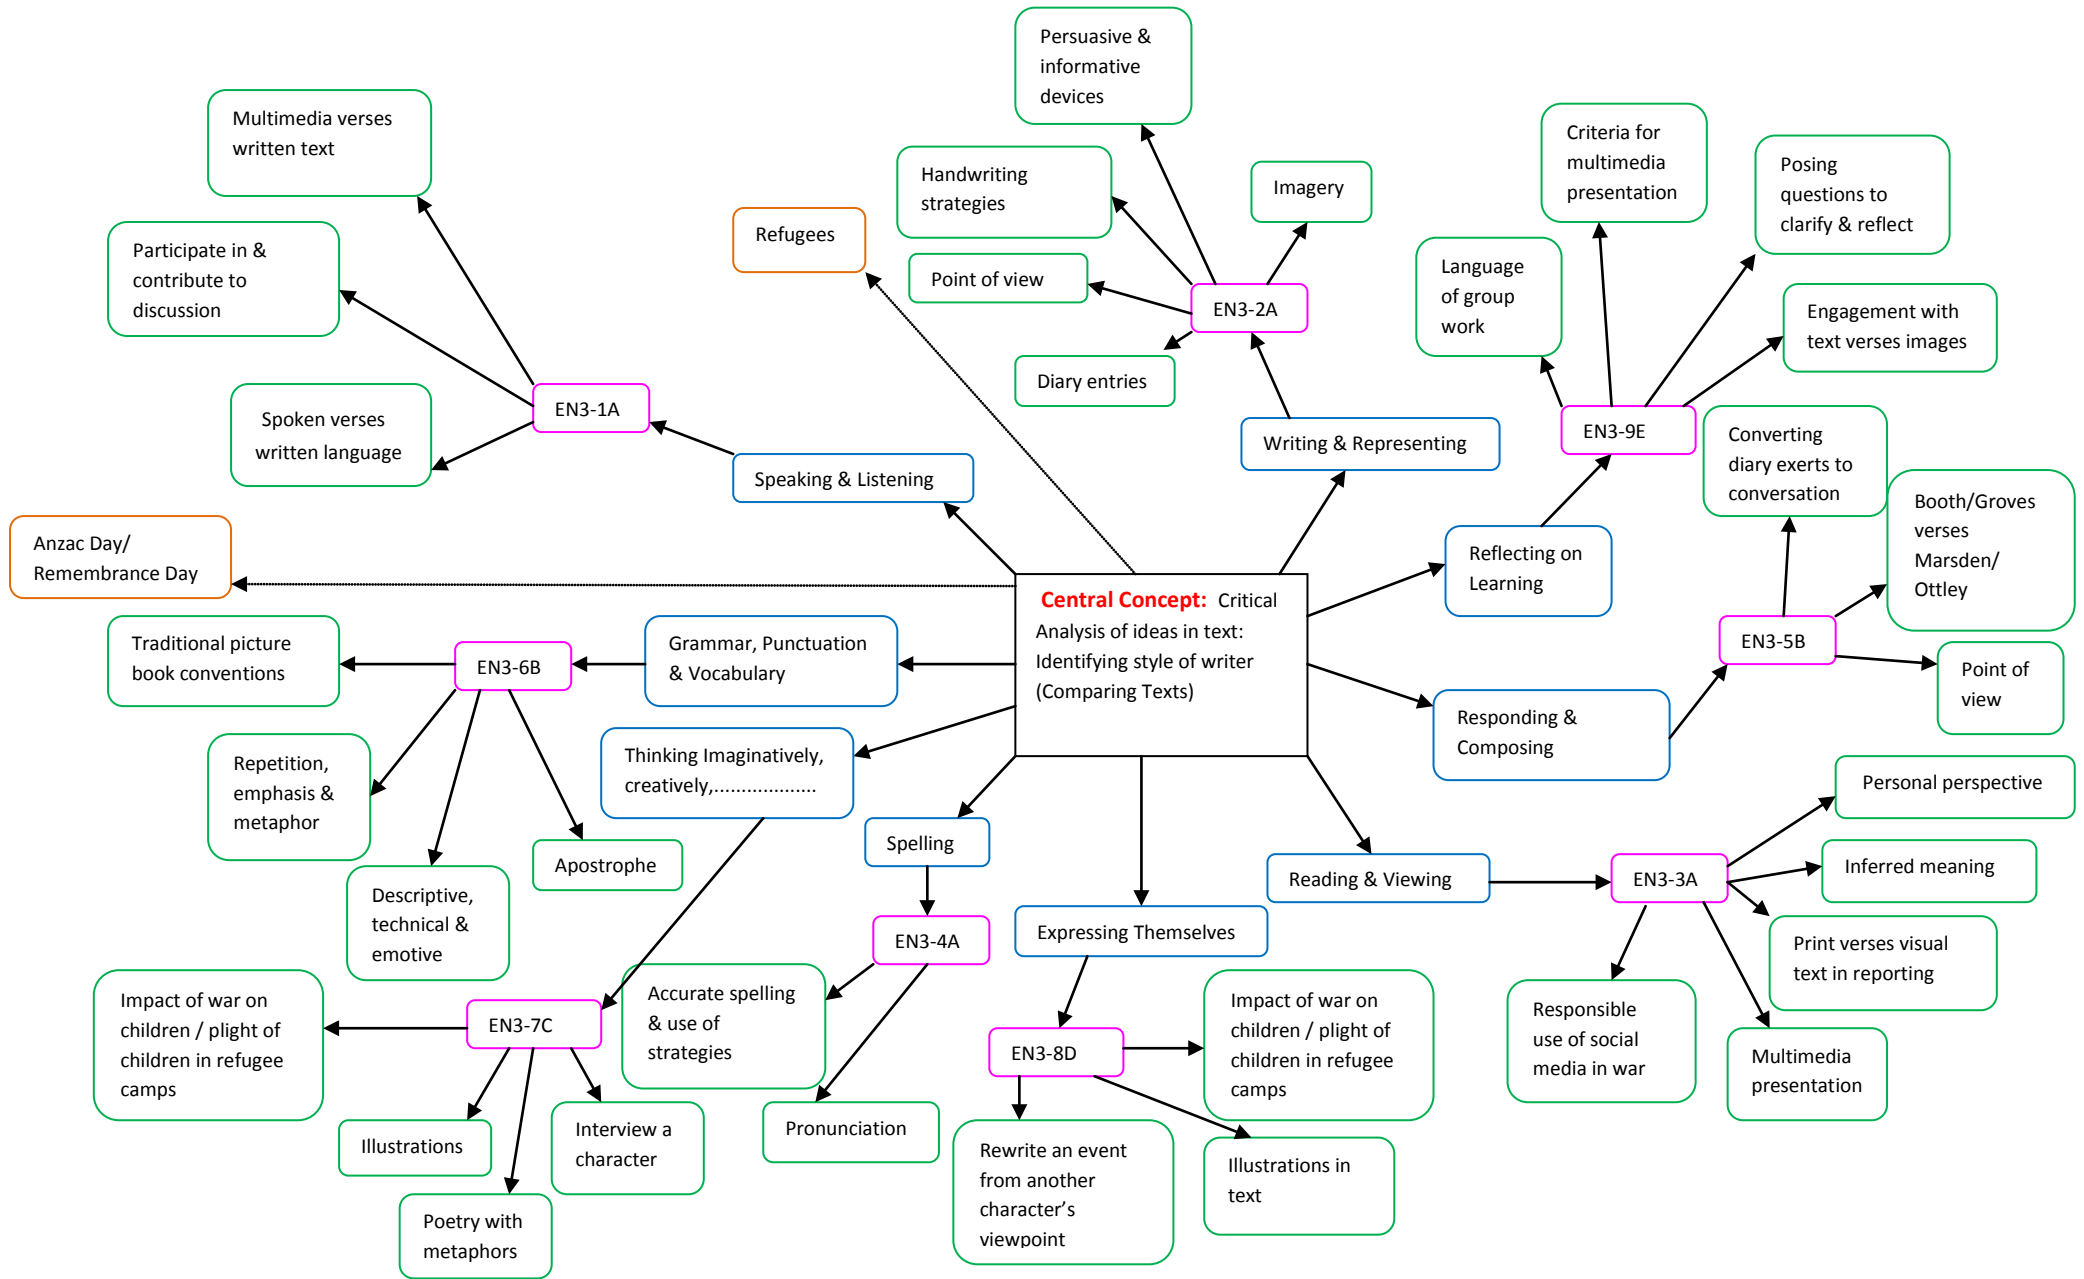 Persuasive &
informative
devices
Multimedia verses
written text
Criteria for
multimedia
presentation
Posing
questions to
clarify & reflect
Handwriting
strategies
Imagery
Refugees
Participate in &
contribute to
discussion
Point of view
Language
of group
work
EN3-2A
Engagement with
text verses images
Diary entries
EN3-1A
Spoken verses
written language
Writing & Representing
EN3-9E
Converting
diary exerts to
conversation
Speaking & Listening
Booth/Groves
verses
Marsden/
Ottley
Anzac Day/
Remembrance Day
Reflecting on
Learning
Central Concept: Critical
Analysis of ideas in text:
Identifying style of writer
(Comparing Texts)
Traditional picture
book conventions
EN3-6B
Grammar, Punctuation
& Vocabulary
EN3-5B
Point of
view
Responding &
Composing
Thinking Imaginatively,
creatively,...................
Repetition,
emphasis &
metaphor
Personal perspective
Spelling
Apostrophe
Descriptive,
technical &
emotive
Reading & Viewing
EN3-3A
Inferred meaning
EN3-4A
Expressing Themselves
Print verses visual
text in reporting
Impact of war on
children / plight of
children in refugee
camps
EN3-7C
Accurate spelling
& use of
strategies
EN3-8D
Impact of war on
children / plight of
children in refugee
camps
Responsible
use of social
media in war
Multimedia
presentation
Illustrations
Interview a
character
Pronunciation
Rewrite an event
from another
character’s
viewpoint
Illustrations in
text
Poetry with
metaphors